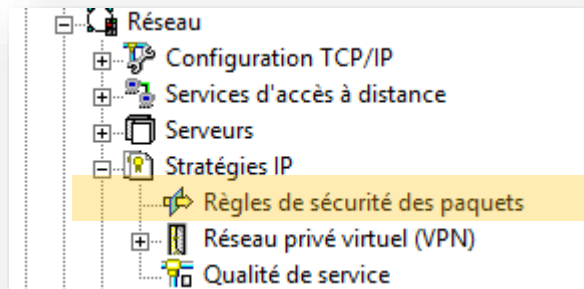 Réseau
Configuration TCP/IP
Services d'accès à distance
Serveurs
Stratégies IP
Règles de sécurité des paquets
Réseau privé virtuel (VPN)
Qualité de service